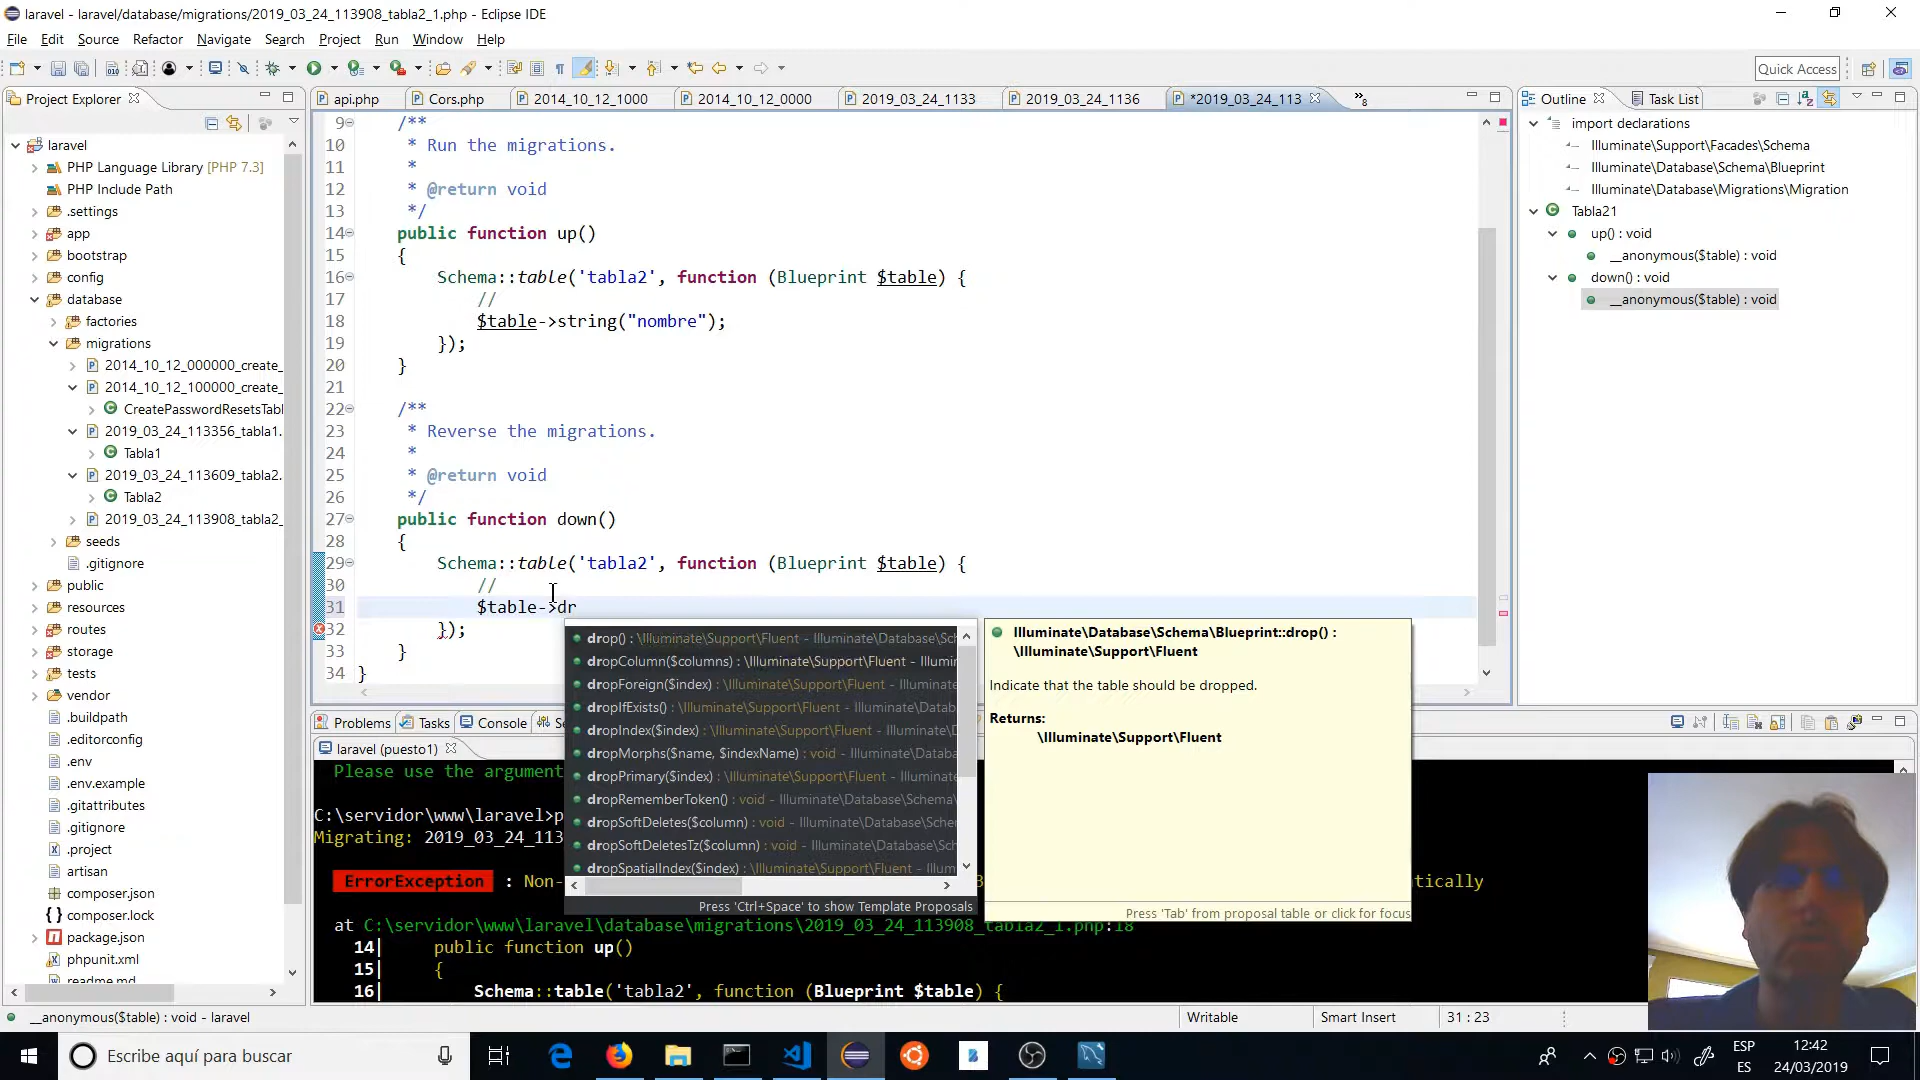 laravel - laravel/database/migrations/2019_03_24_113908_tabla2_1.php - Eclipse IDE
File Edit Source Refactor Navigate Search Project Run Window Help
Quick Access
Project Explorer
api.php Cors.php 2014_10_12_1000 2014_10_12_0000 2019_03_24_1133 2019_03_24_1136 *2019_03_24_113 »8
Outline Task List
laravel
PHP Language Library [PHP 7.3]
PHP Include Path
.settings
app
bootstrap
config
database
factories
migrations
2014_10_12_000000_create_
2014_10_12_100000_create_
CreatePasswordResetsTabl
2019_03_24_113356_tabla1.
Tabla1
2019_03_24_113609_tabla2.
Tabla2
2019_03_24_113908_tabla2_
seeds
.gitignore
public
resources
routes
storage
tests
vendor
.buildpath
.editorconfig
.env
.env.example
.gitattributes
.gitignore
.project
artisan
composer.json
composer.lock
package.json
phpunit.xml
readme.md
9 /**
10 * Run the migrations.
11 *
12 * @return void
13 */
14 public function up()
15 {
16 Schema::table('tabla2', function (Blueprint $table) {
17 //
18 $table->string("nombre");
19 });
20 }
21
22 /**
23 * Reverse the migrations.
24 *
25 * @return void
26 */
27 public function down()
28 {
29 Schema::table('tabla2', function (Blueprint $table) {
30 //
31 $table->dr
32 });
33 }
34 }
import declarations
Illuminate\Support\Facades\Schema
Illuminate\Database\Schema\Blueprint
Illuminate\Database\Migrations\Migration
Tabla21
up() : void
__anonymous($table) : void
down() : void
__anonymous($table) : void
drop() : \Illuminate\Support\Fluent - Illuminate\Database\Sch
dropColumn($columns) : \Illuminate\Support\Fluent - Illumin
dropForeign($index) : \Illuminate\Support\Fluent - Illuminate
dropIfExists() : \Illuminate\Support\Fluent - Illuminate\Datab
dropIndex($index) : \Illuminate\Support\Fluent - Illuminate\D
dropMorphs($name, $indexName) : void - Illuminate\Databa
dropPrimary($index) : \Illuminate\Support\Fluent - Illuminate
dropRememberToken() : void - Illuminate\Database\Schema\
dropSoftDeletes($column) : void - Illuminate\Database\Sche
dropSoftDeletesTz($column) : void - Illuminate\Database\Sch
dropSpatialIndex($index) : \Illuminate\Support\Fluent - Illum
Press 'Ctrl+Space' to show Template Proposals
Illuminate\Database\Schema\Blueprint::drop() :
\Illuminate\Support\Fluent
Indicate that the table should be dropped.
Returns:
\Illuminate\Support\Fluent
Press 'Tab' from proposal table or click for focus
Problems Tasks Console Se
laravel (puesto1)
Please use the argument
C:\servidor\www\laravel>p
Migrating: 2019_03_24_113
ErrorException : Non- atically
at C:\servidor\www\laravel\database\migrations\2019_03_24_113908_tabla2_1.php:18
14| public function up()
15| {
16| Schema::table('tabla2', function (Blueprint $table) {
__anonymous($table) : void - laravel
Writable Smart Insert 31 : 23
Escribe aquí para buscar
ESP
ES
12:42
24/03/2019